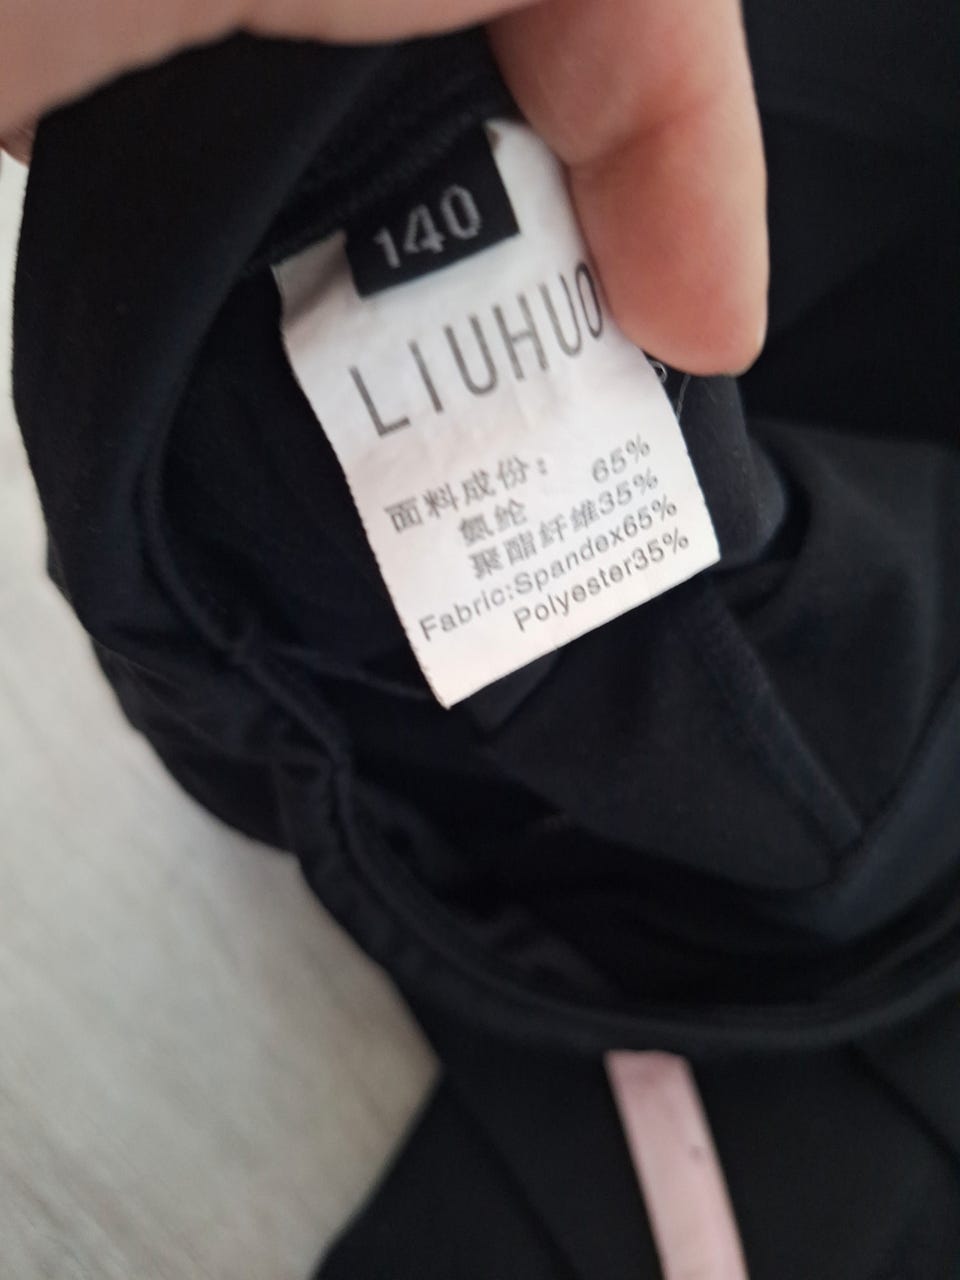 140
LIUHUO
面料成份： 65%
氨纶
聚酯纤维35%
Fabric:Spandex65%
Polyester35%